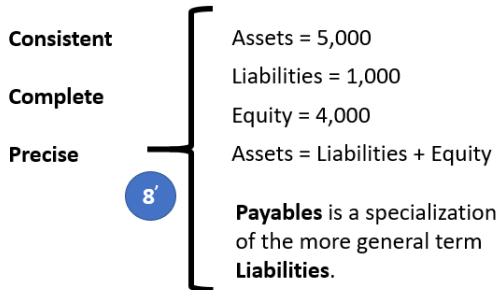 Consistent
Complete
Precise
8′
Assets = 5,000
Liabilities = 1,000
Equity = 4,000
Assets = Liabilities + Equity
Payables is a specialization
of the more general term
Liabilities.